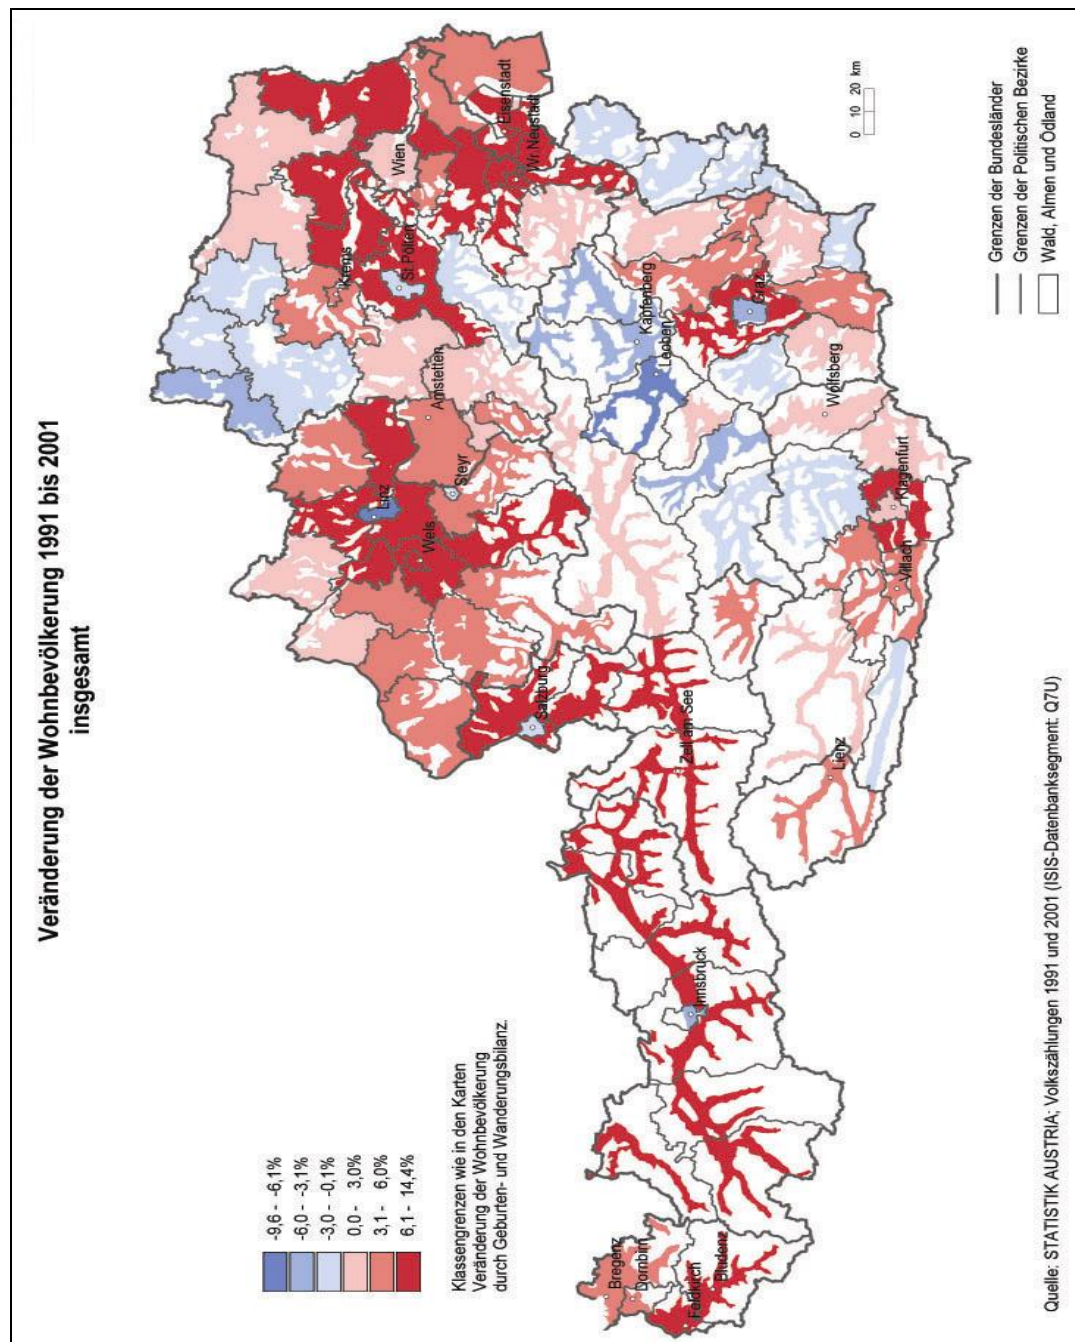 Veränderung der Wohnbevölkerung 1991 bis 2001
insgesamt
-9,6 - -6,1%
-6,0 - -3,1%
-3,0 - -0,1%
0,0 - 3,0%
3,1 - 6,0%
6,1 - 14,4%
Klassengrenzen wie in den Karten
Veränderung der Wohnbevölkerung
durch Geburten- und Wanderungsbilanz.
Bregenz
Dornbirn
Feldkirch
Bludenz
Innsbruck
Zell am See
Salzburg
Lienz
Villach
Klagenfurt
Wolfsberg
Wels
Linz
Steyr
Amstetten
Leoben
Kapfenberg
Graz
Krems
St.Pölten
Wien
Wr.Neustadt
Eisenstadt
0 10 20 km
Grenzen der Bundesländer
Grenzen der Politischen Bezirke
Wald, Almen und Ödland
Quelle: STATISTIK AUSTRIA; Volkszählungen 1991 und 2001 (ISIS-Datenbanksegment: Q7U)